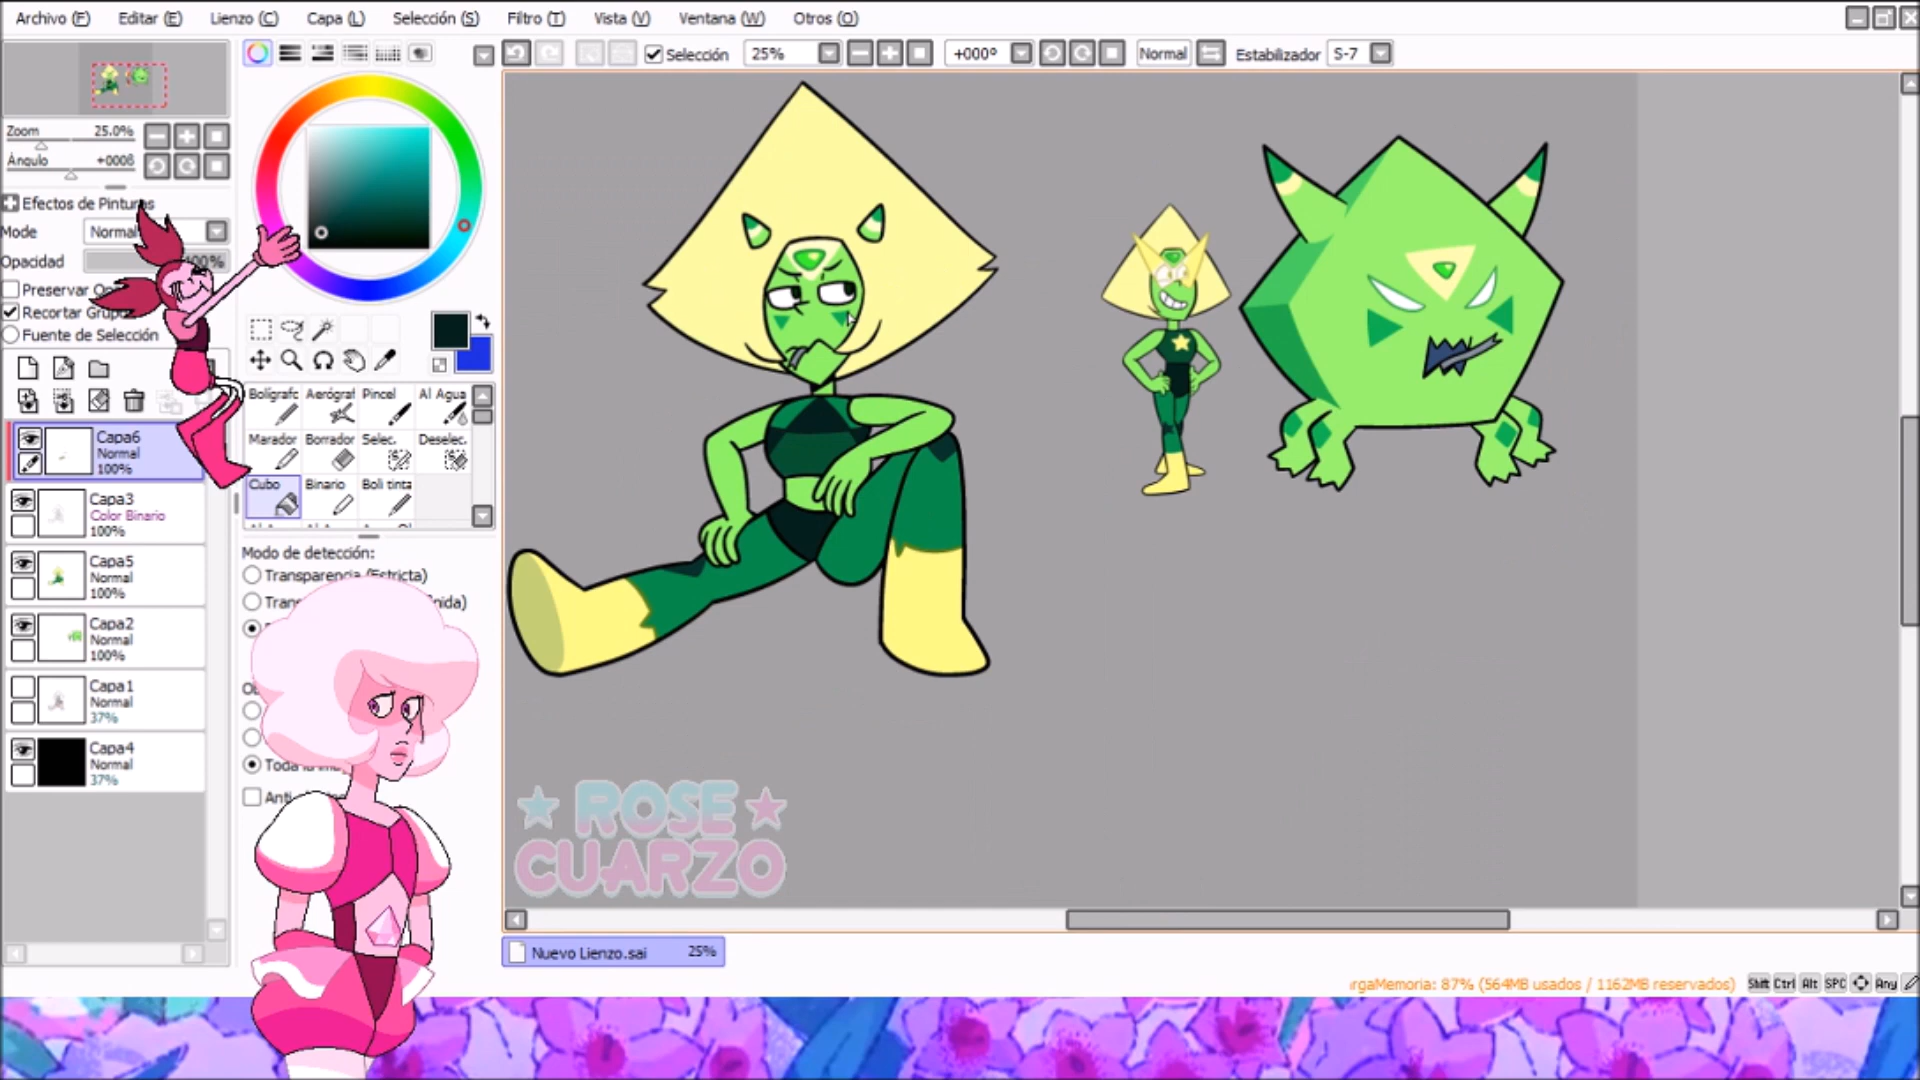 Archivo (F) Editar (E) Lienzo (C) Capa (L) Selección (S) Filtro (T) Vista (V) Ventana (W) Otros (O)
Selección 25% +000º Normal Estabilizador S-7
Zoom 25.0%
Ángulo
Efectos de Pinturas
Mode Normal
Opacidad 100%
Preservar
Recortar Grupo
Fuente de Selección
Bolígrafo Aerógraf Pincel Al Agua
Marador Borrador Selec. Deselec.
Cubo Binario Boli tinta
Capa6
Normal
100%
Capa3
Color Binario
100%
Capa5
Normal
100%
Capa2
Normal
100%
Capa1
Normal
37%
Capa4
Normal
37%
Modo de detección:
Transparencia (Estricta)
Toda
ROSE
CUARZO
Nuevo Lienzo.sai 25%
rgaMemoria: 87% (564MB usados / 1162MB reservados) Shift Ctrl Alt SPC Any